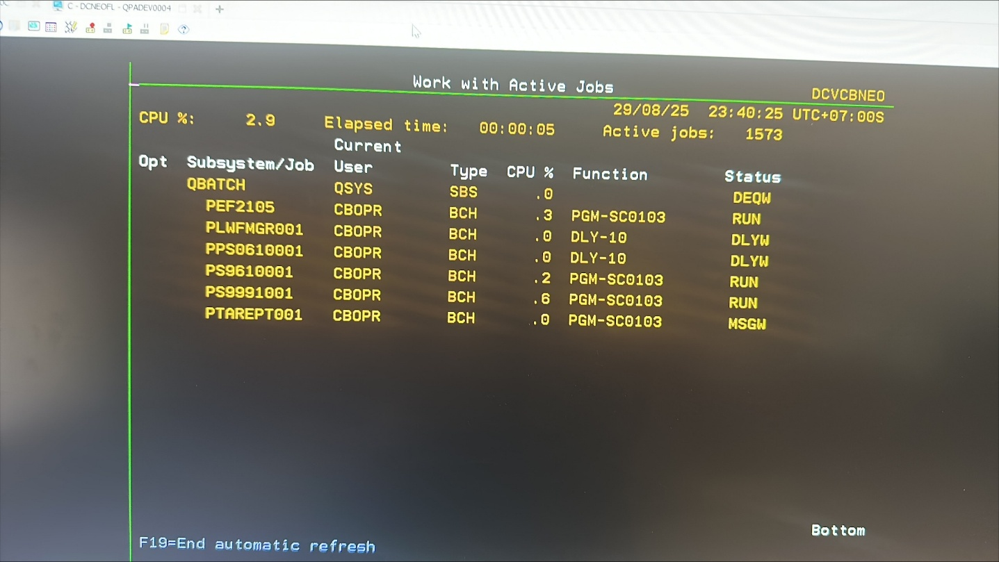 C - DCNEOFL - QPADEV0004
Work with Active Jobs DCVCBNEO
29/08/25 23:40:25 UTC+07:00S
CPU %: 2.9 Elapsed time: 00:00:05 Active jobs: 1573
Current
Opt Subsystem/Job User Type CPU % Function Status
QBATCH QSYS SBS .0 DEQW
PEF2105 CBOPR BCH .3 PGM-SC0103 RUN
PLWFMGR001 CBOPR BCH .0 DLY-10 DLYW
PPS0610001 CBOPR BCH .0 DLY-10 DLYW
PS9610001 CBOPR BCH .2 PGM-SC0103 RUN
PS9991001 CBOPR BCH .6 PGM-SC0103 RUN
PTAREPT001 CBOPR BCH .0 PGM-SC0103 MSGW
Bottom
F19=End automatic refresh